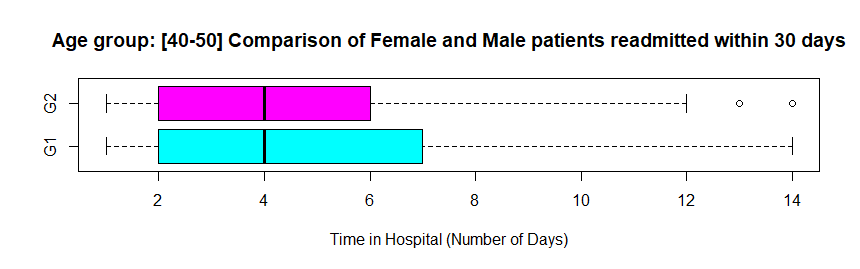 Age group: [40-50] Comparison of Female and Male patients readmitted within 30 days
G2
G1
2 4 6 8 10 12 14
Time in Hospital (Number of Days)